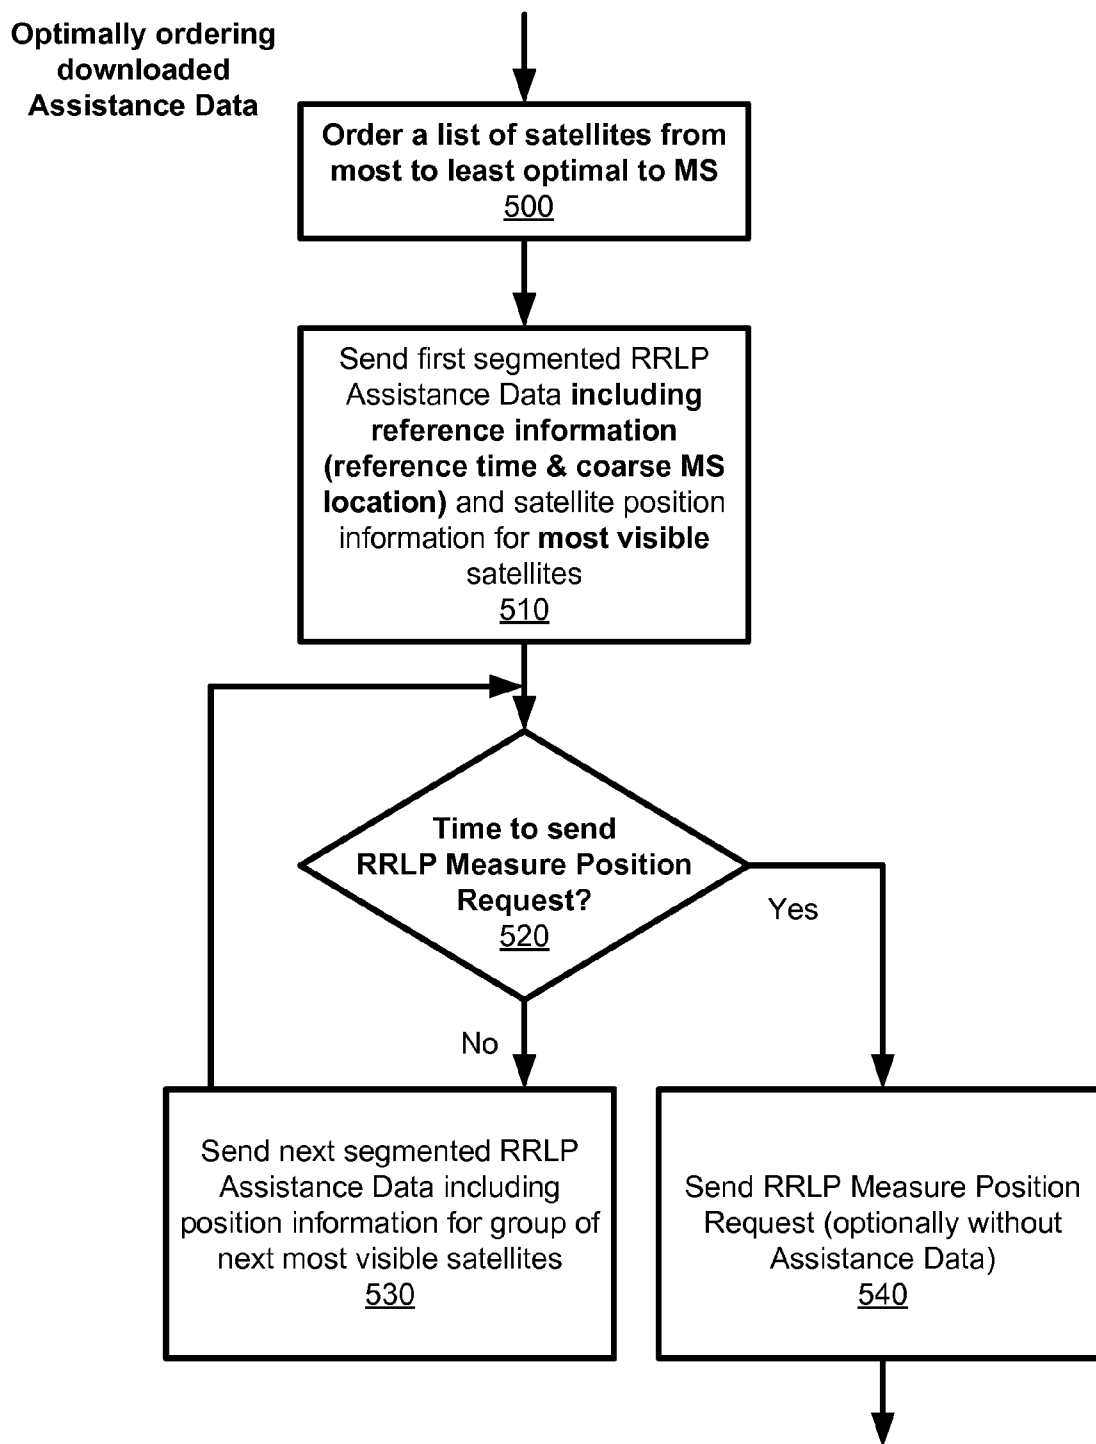 Optimally ordering
downloaded
Assistance Data
Order a list of satellites from
most to least optimal to MS
500
Send first segmented RRLP
Assistance Data including
reference information
(reference time & coarse MS
location) and satellite position
information for most visible
satellites
510
Time to send
RRLP Measure Position
Request?
520
Yes
No
Send next segmented RRLP
Assistance Data including
position information for group of
next most visible satellites
530
Send RRLP Measure Position
Request (optionally without
Assistance Data)
540